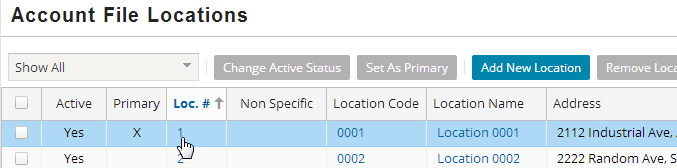 Account File Locations
Show All Change Active Status Set As Primary Add New Location Remove Loca
Active Primary Loc. # Non Specific Location Code Location Name Address
Yes X 1 0001 Location 0001 2112 Industrial Ave,
Yes 2 0002 Location 0002 2222 Random Ave, S